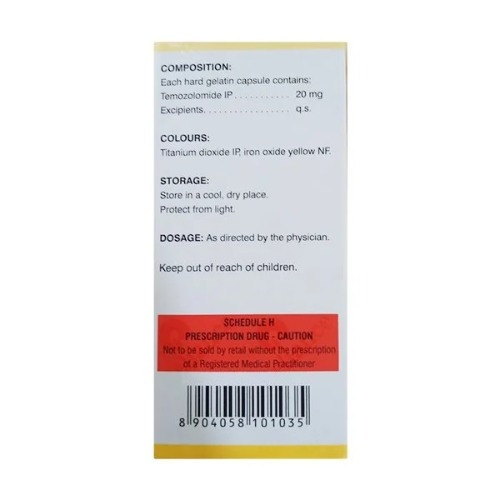 COMPOSITION:
Each hard gelatin capsule contains:
Temozolomide IP . . . . . . . . . . . 20 mg
Excipients. . . . . . . . . . . . . . . . . q.s.
COLOURS:
Titanium dioxide IP, iron oxide yellow NF.
STORAGE:
Store in a cool, dry place.
Protect from light.
DOSAGE: As directed by the physician.
Keep out of reach of children.
SCHEDULE H
PRESCRIPTION DRUG - CAUTION
Not to be sold by retail without the prescription
of a Registered Medical Practitioner
8 904058 101035